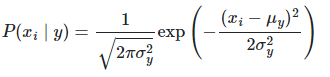 P(x_i | y) = \frac{1}{\sqrt{2\pi\sigma_y^2}} \exp\left(-\frac{(x_i - \mu_y)^2}{2\sigma_y^2}\right)